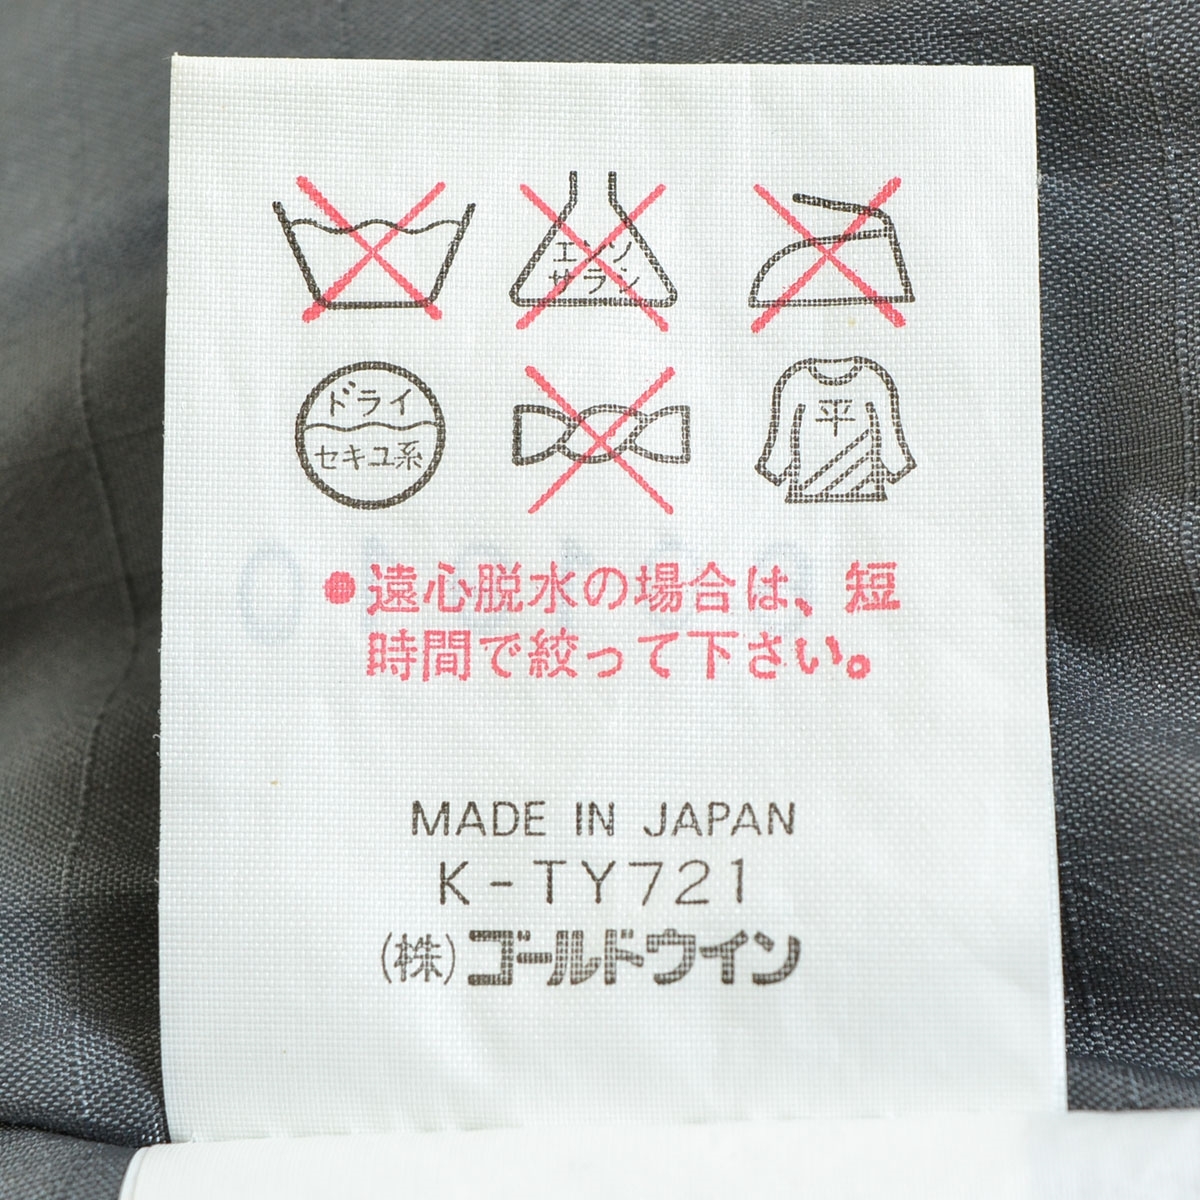 エンソ
サラシ
ドライ
セキユ系
平
●遠心脱水の場合は、短
時間で絞って下さい。
MADE IN JAPAN
K-TY721
(株)ゴールドウイン